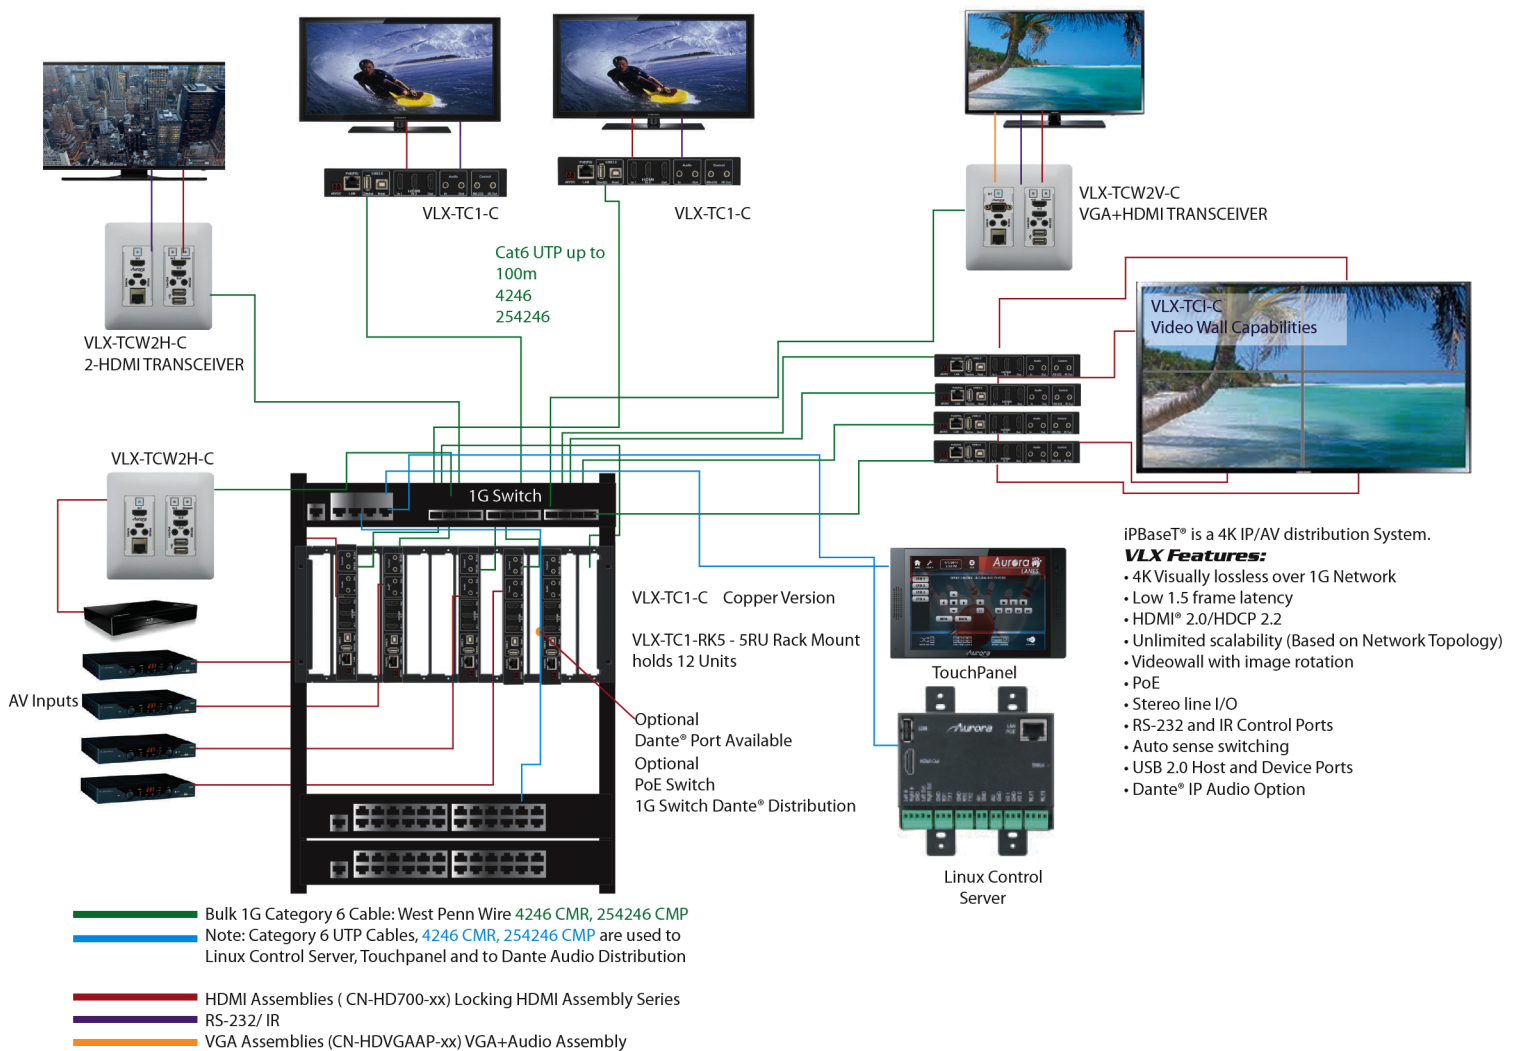 VLX-TCW2H-C
2-HDMI TRANSCEIVER
VLX-TC1-C
VLX-TC1-C
Cat6 UTP up to
100m
4246
254246
VLX-TCW2V-C
VGA+HDMI TRANSCEIVER
VLX-TCI-C
Video Wall Capabilities
VLX-TCW2H-C
1G Switch
AV Inputs
VLX-TC1-C Copper Version
VLX-TC1-RK5 - 5RU Rack Mount
holds 12 Units
Optional
Dante® Port Available
Optional
PoE Switch
1G Switch Dante® Distribution
Aurora
LANES
Aurora
TouchPanel
Aurora
USB
LAN
POE
HDMI Out
Linux Control
Server
iPBaseT® is a 4K IP/AV distribution System.
VLX Features:
• 4K Visually lossless over 1G Network
• Low 1.5 frame latency
• HDMI® 2.0/HDCP 2.2
• Unlimited scalability (Based on Network Topology)
• Videowall with image rotation
• PoE
• Stereo line I/O
• RS-232 and IR Control Ports
• Auto sense switching
• USB 2.0 Host and Device Ports
• Dante® IP Audio Option
Bulk 1G Category 6 Cable: West Penn Wire 4246 CMR, 254246 CMP
Note: Category 6 UTP Cables, 4246 CMR, 254246 CMP are used to
Linux Control Server, Touchpanel and to Dante Audio Distribution
HDMI Assemblies ( CN-HD700-xx) Locking HDMI Assembly Series
RS-232/ IR
VGA Assemblies (CN-HDVGAAP-xx) VGA+Audio Assembly